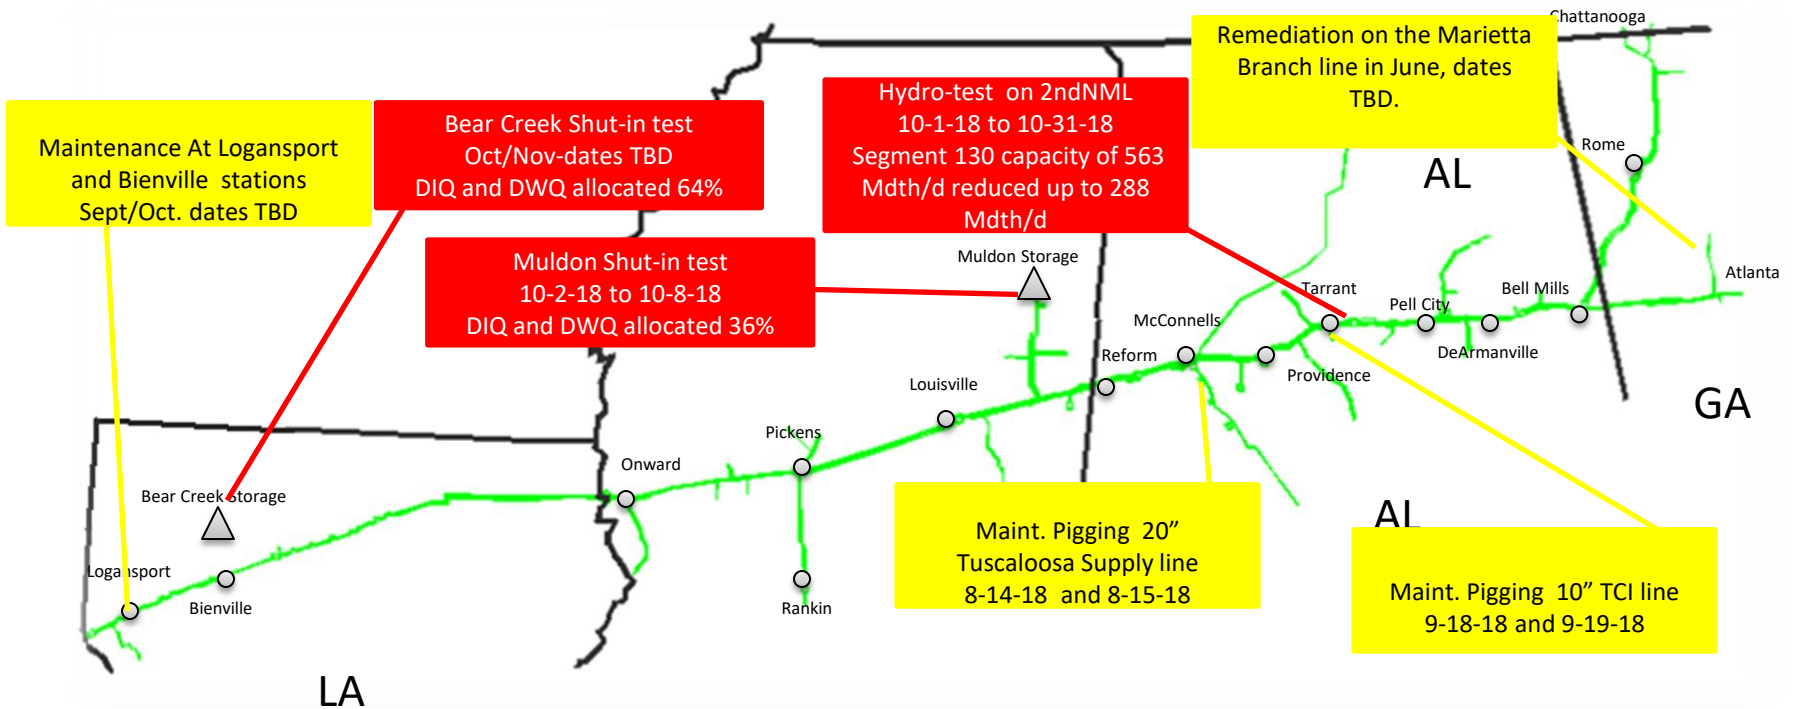 Chattanooga
Remediation on the Marietta
Branch line in June, dates
TBD.
Hydro-test on 2ndNML
10-1-18 to 10-31-18
Segment 130 capacity of 563
Mdth/d reduced up to 288
Mdth/d
Bear Creek Shut-in test
Oct/Nov-dates TBD
DIQ and DWQ allocated 64%
Maintenance At Logansport
and Bienville stations
Sept/Oct. dates TBD
Rome
AL
Muldon Shut-in test
10-2-18 to 10-8-18
DIQ and DWQ allocated 36%
Muldon Storage
Atlanta
Tarrant
Pell City
Bell Mills
McConnells
DeArmanville
Reform
Providence
Louisville
GA
Pickens
Onward
Bear Creek Storage
AL
Maint. Pigging 20”
Tuscaloosa Supply line
8-14-18 and 8-15-18
Maint. Pigging 10” TCI line
9-18-18 and 9-19-18
Logansport
Bienville
Rankin
LA